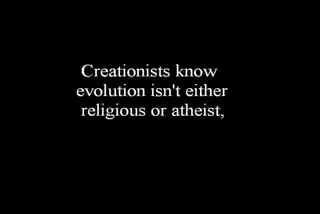 Creationists know
evolution isn't either
religious or atheist,